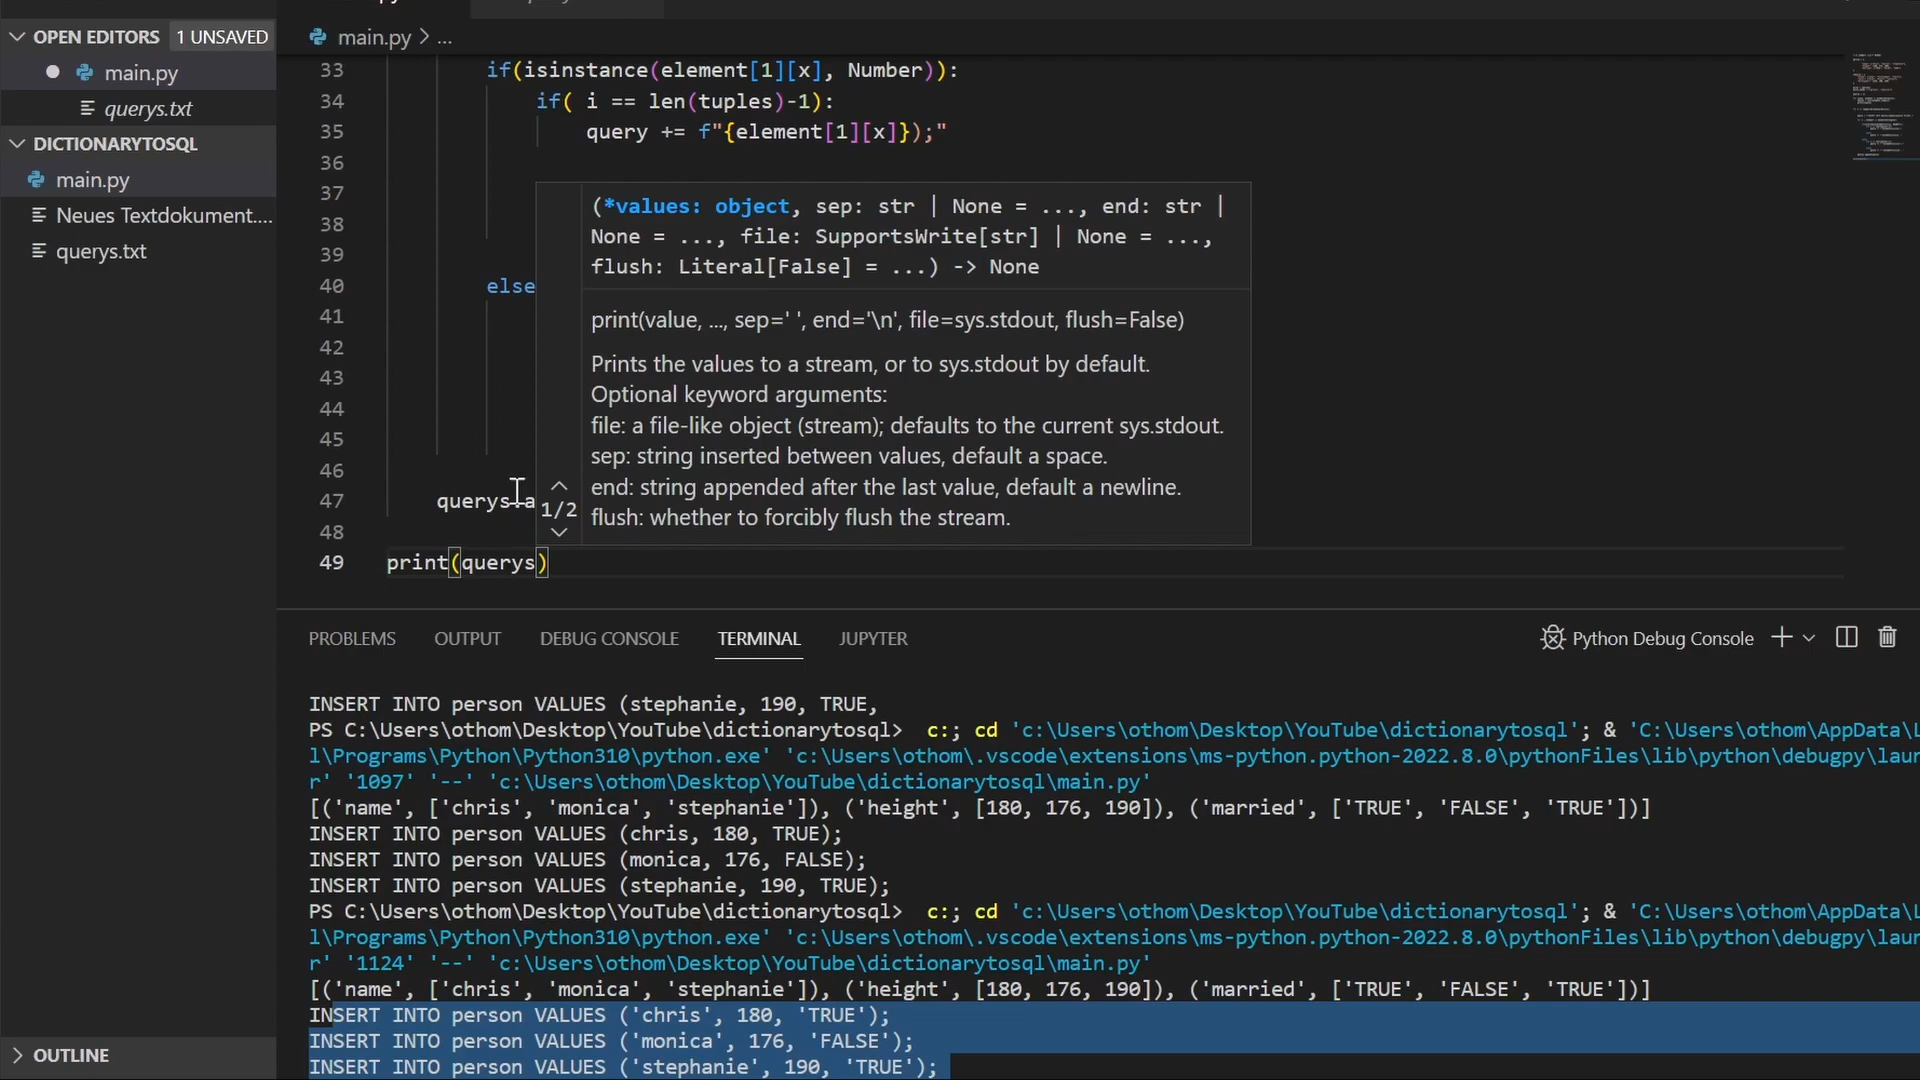 OPEN EDITORS 1 UNSAVED
main.py
querys.txt
DICTIONARYTOSQL
main.py
Neues Textdokument....
querys.txt
OUTLINE
main.py > ...
33 if(isinstance(element[1][x], Number)):
34 if( i == len(tuples)-1):
35 query += f"{element[1][x]});"
36
37
38
39
40 else
41
42
43
44
45
46
47 querys.a
48
49 print(querys)
(*values: object, sep: str | None = ..., end: str |
None = ..., file: SupportsWrite[str] | None = ...,
flush: Literal[False] = ...) -> None
print(value, ..., sep=' ', end='\n', file=sys.stdout, flush=False)
Prints the values to a stream, or to sys.stdout by default.
Optional keyword arguments:
file: a file-like object (stream); defaults to the current sys.stdout.
sep: string inserted between values, default a space.
end: string appended after the last value, default a newline.
flush: whether to forcibly flush the stream.
1/2
PROBLEMS OUTPUT DEBUG CONSOLE TERMINAL JUPYTER
Python Debug Console
INSERT INTO person VALUES (stephanie, 190, TRUE,
PS C:\Users\othom\Desktop\YouTube\dictionarytosql> c:; cd 'c:\Users\othom\Desktop\YouTube\dictionarytosql'; & 'C:\Users\othom\AppData\L
l\Programs\Python\Python310\python.exe' 'c:\Users\othom\.vscode\extensions\ms-python.python-2022.8.0\pythonFiles\lib\python\debugpy\laun
r' '1097' '--' 'c:\Users\othom\Desktop\YouTube\dictionarytosql\main.py'
[('name', ['chris', 'monica', 'stephanie']), ('height', [180, 176, 190]), ('married', ['TRUE', 'FALSE', 'TRUE'])]
INSERT INTO person VALUES (chris, 180, TRUE);
INSERT INTO person VALUES (monica, 176, FALSE);
INSERT INTO person VALUES (stephanie, 190, TRUE);
PS C:\Users\othom\Desktop\YouTube\dictionarytosql> c:; cd 'c:\Users\othom\Desktop\YouTube\dictionarytosql'; & 'C:\Users\othom\AppData\L
l\Programs\Python\Python310\python.exe' 'c:\Users\othom\.vscode\extensions\ms-python.python-2022.8.0\pythonFiles\lib\python\debugpy\laun
r' '1124' '--' 'c:\Users\othom\Desktop\YouTube\dictionarytosql\main.py'
[('name', ['chris', 'monica', 'stephanie']), ('height', [180, 176, 190]), ('married', ['TRUE', 'FALSE', 'TRUE'])]
INSERT INTO person VALUES ('chris', 180, 'TRUE');
INSERT INTO person VALUES ('monica', 176, 'FALSE');
INSERT INTO person VALUES ('stephanie', 190, 'TRUE');